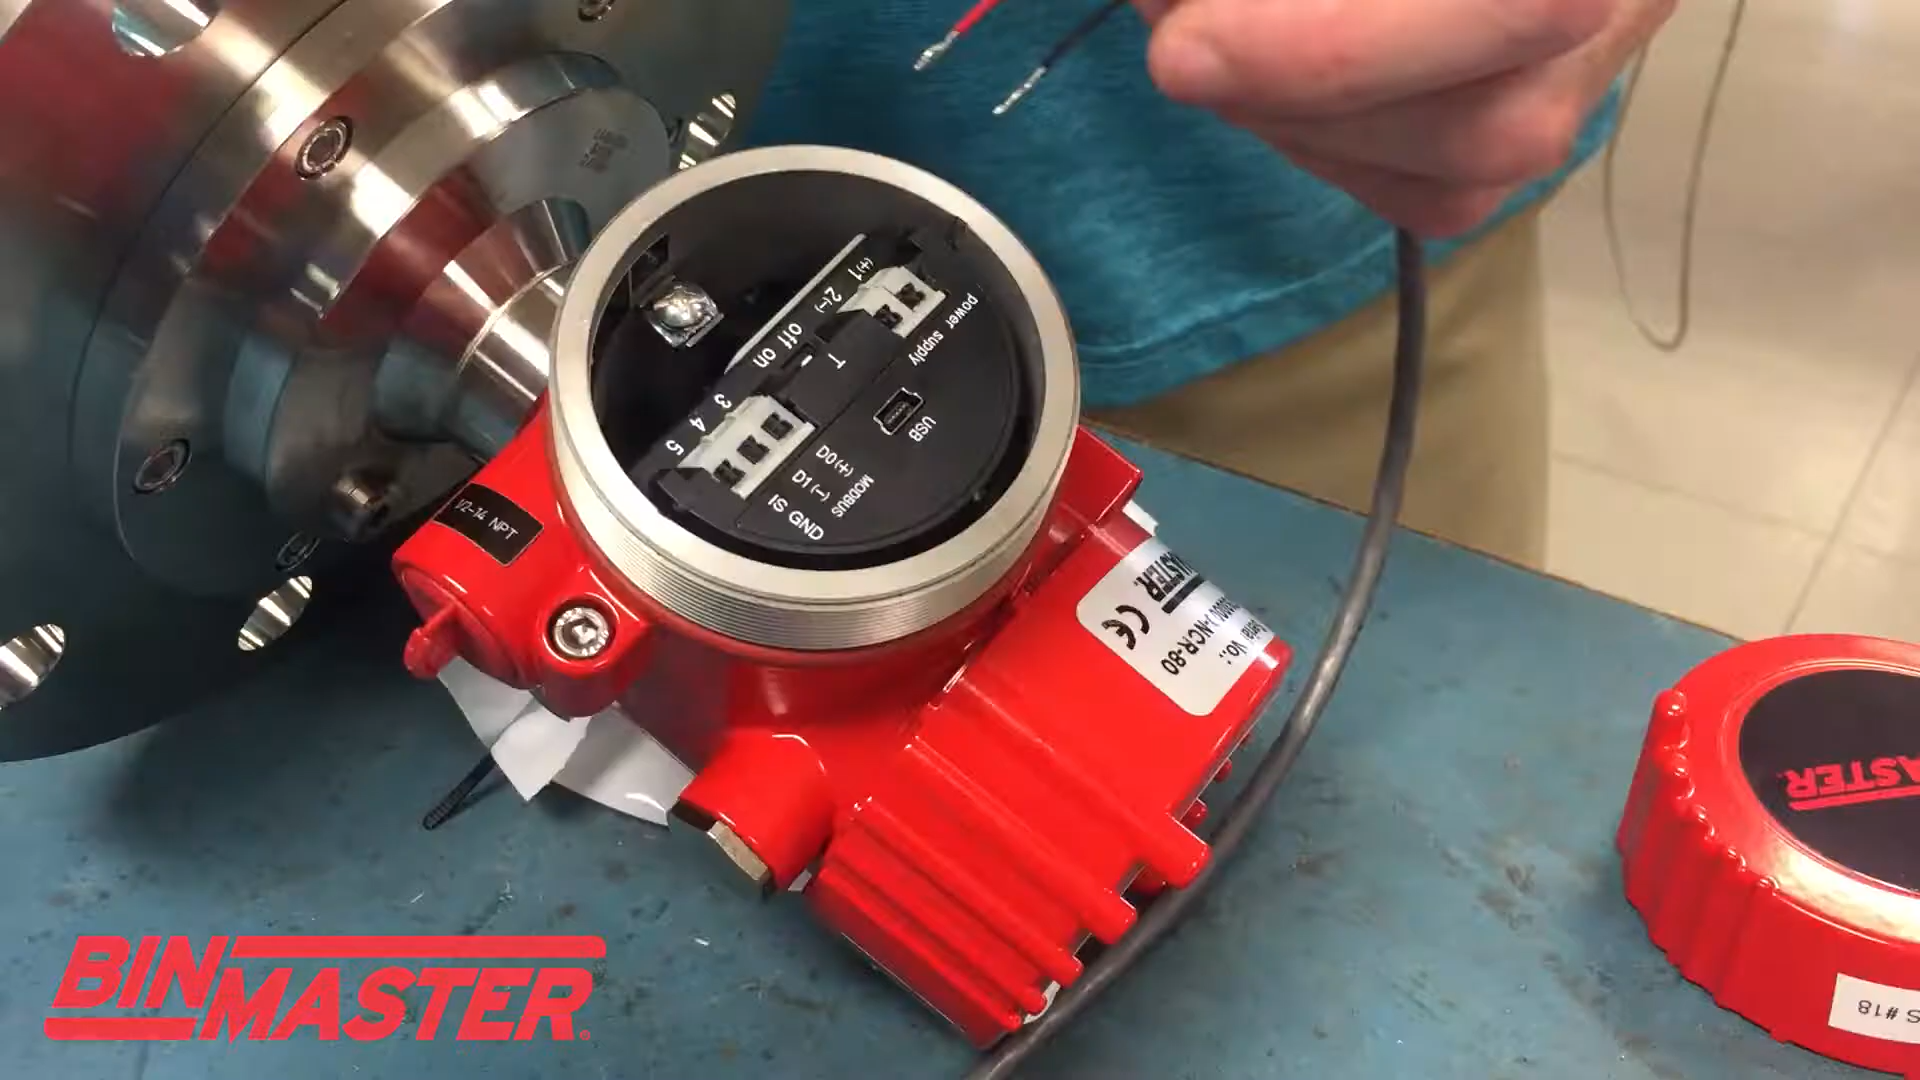 (+)1
2(-)
power supply
off on
T
USB
3
4
5
D0(+)
D1(-)
MODBUS
IS GND
1/2-14 NPT
CE
)-NCR-80
BINMASTER
S #18
BINMASTER®